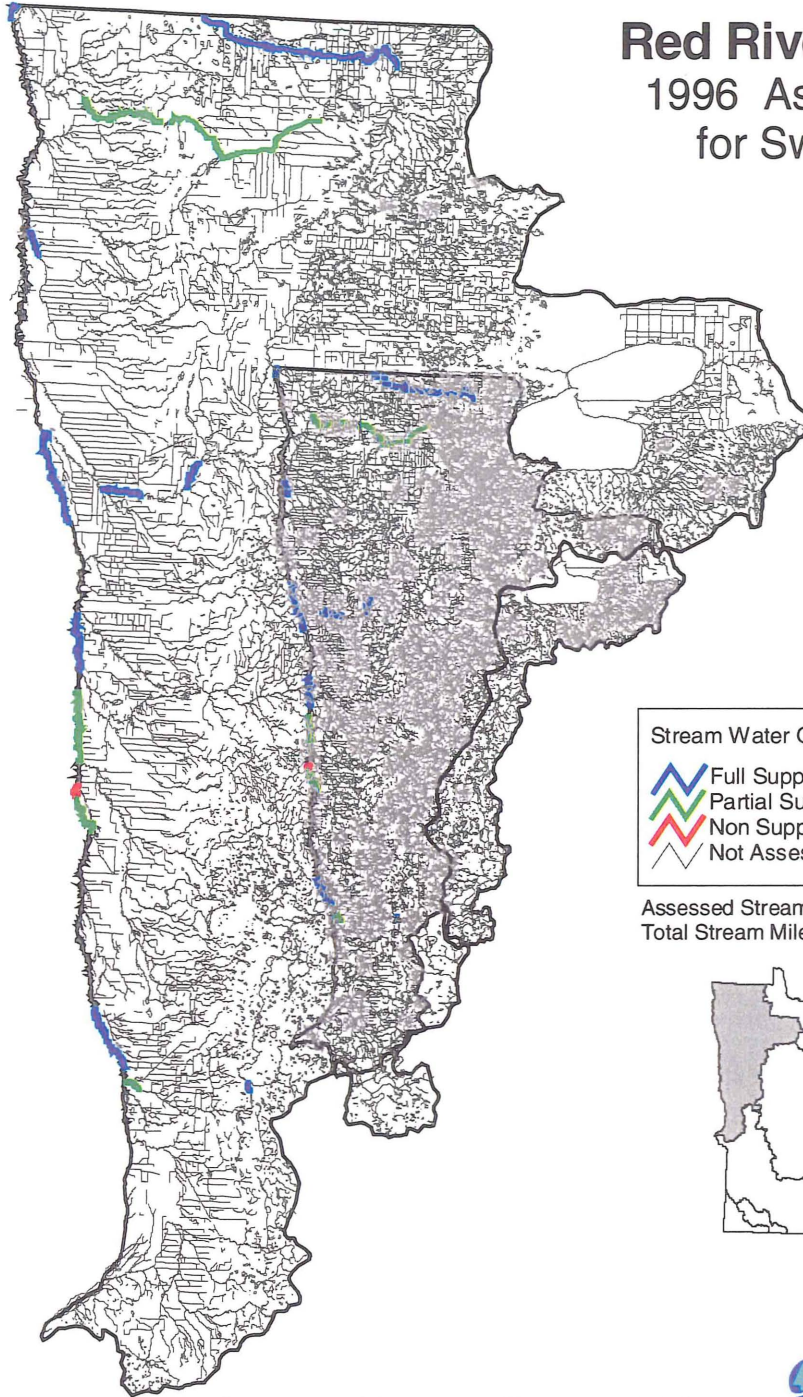 Red Rive
1996 As
for Sw
Stream Water Q
Full Supp
Partial Su
Non Supp
Not Asses
Assessed Stream
Total Stream Mile